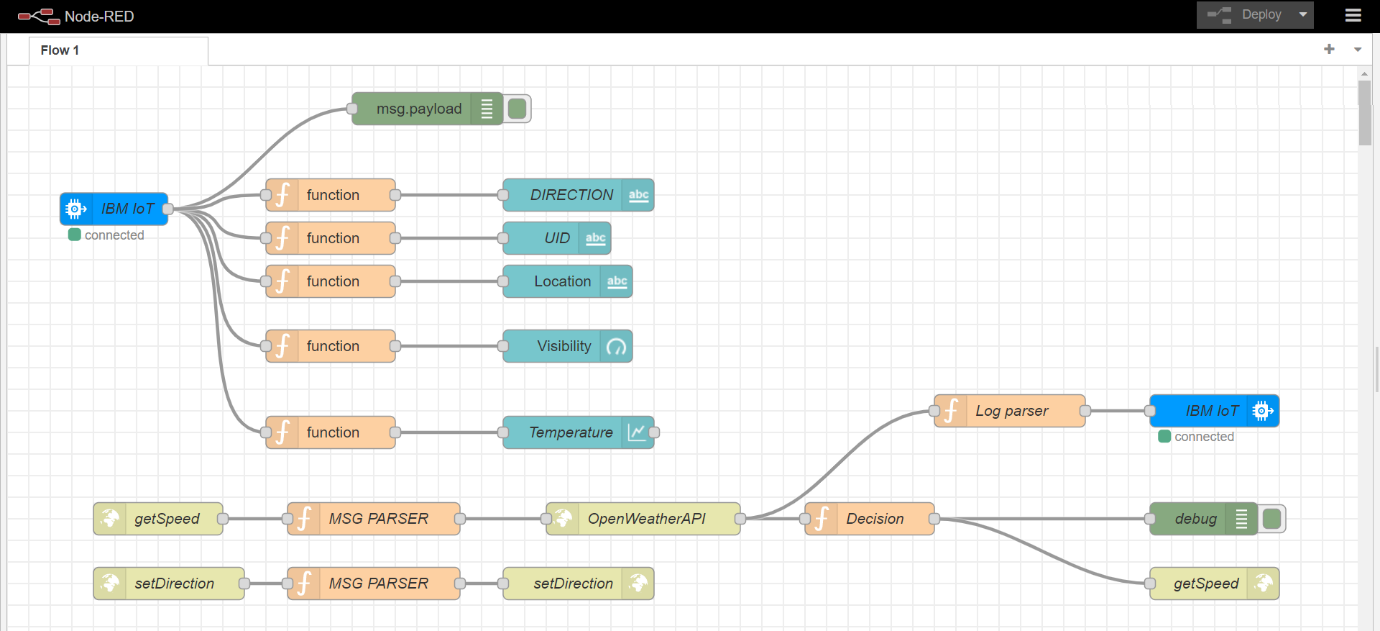 Node-RED
Deploy
Flow 1
msg.payload
function
DIRECTION
abc
IBM IoT
connected
function
UID
abc
function
Location
abc
function
Visibility
Log parser
IBM IoT
connected
function
Temperature
getSpeed
MSG PARSER
OpenWeatherAPI
Decision
debug
setDirection
MSG PARSER
setDirection
getSpeed